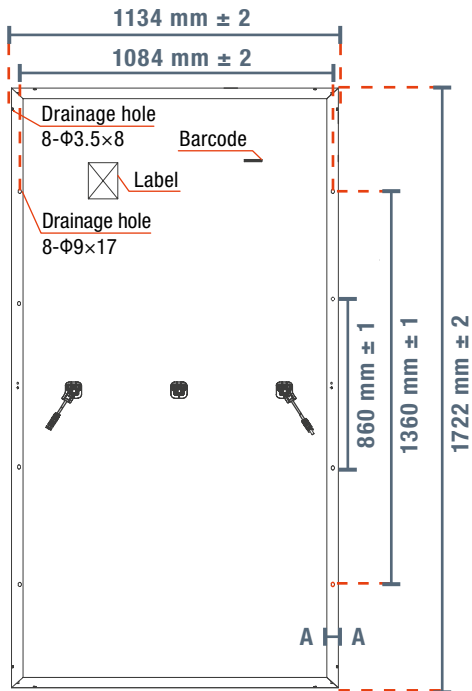 1134 mm ± 2
1084 mm ± 2
Drainage hole
8-Φ3.5×8
Barcode
Label
Drainage hole
8-Φ9×17
860 mm ± 1
1360 mm ± 1
1722 mm ± 2
A A